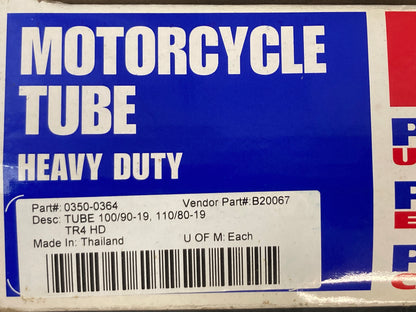 MOTORCYCLE
TUBE
HEAVY DUTY
Part#: 0350-0364 Vendor Part#: B20067
Desc: TUBE 100/90-19, 110/80-19
TR4 HD
Made In: Thailand U OF M: Each
P
U
P
E
P
C